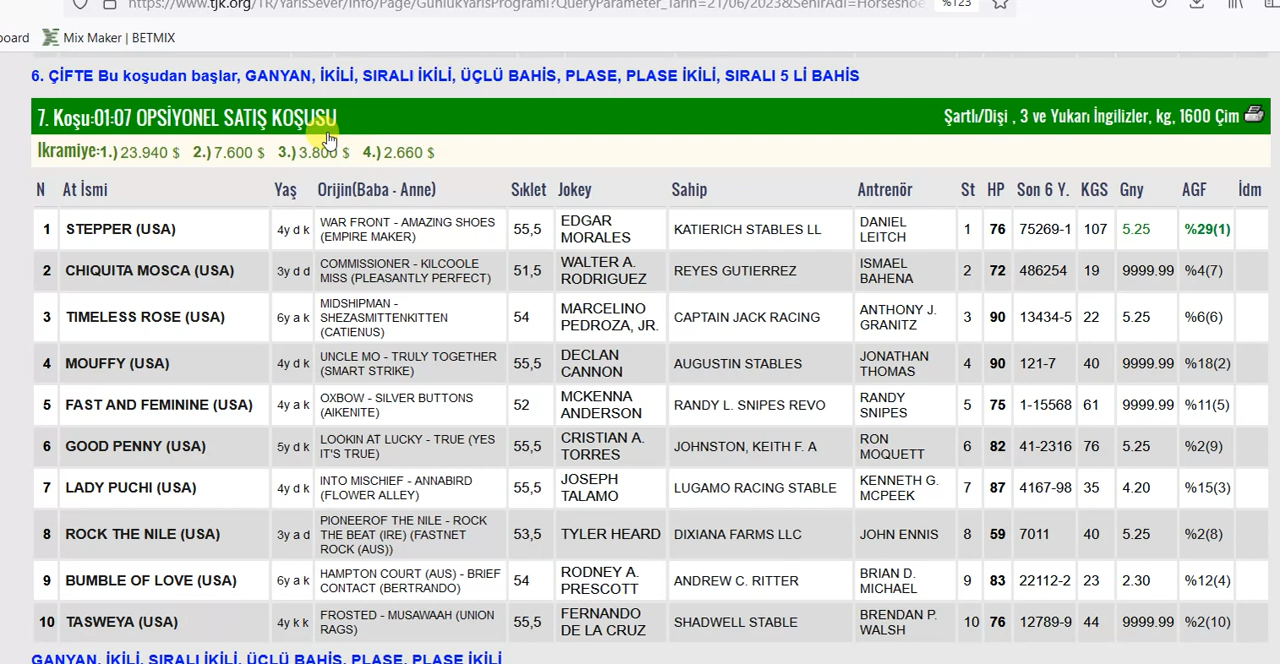 https://www.tjk.org/TR/YarisSever/Info/Page/GunlukYarisProgrami?QueryParameter_Tarih=21/06/2023&SehirAdi=Horseshoe %123
board Mix Maker | BETMIX
6. ÇİFTE Bu koşudan başlar, GANYAN, İKİLİ, SIRALI İKİLİ, ÜÇLÜ BAHİS, PLASE, PLASE İKİLİ, SIRALI 5 Lİ BAHİS
7. Koşu:01:07 OPSİYONEL SATIŞ KOŞUSU Şartlı/Dişi , 3 ve Yukarı İngilizler, kg, 1600 Çim
İkramiye:1.) 23.940 $ 2.) 7.600 $ 3.) 3.800 $ 4.) 2.660 $
N At İsmi Yaş Orijin(Baba - Anne) Sıklet Jokey Sahip Antrenör St HP Son 6 Y. KGS Gny AGF İdm
1 STEPPER (USA) 4y d k WAR FRONT - AMAZING SHOES (EMPIRE MAKER) 55,5 EDGAR MORALES KATIERICH STABLES LL DANIEL LEITCH 1 76 75269-1 107 5.25 %29(1)
2 CHIQUITA MOSCA (USA) 3y d d COMMISSIONER - KILCOOLE MISS (PLEASANTLY PERFECT) 51,5 WALTER A. RODRIGUEZ REYES GUTIERREZ ISMAEL BAHENA 2 72 486254 19 9999.99 %4(7)
3 TIMELESS ROSE (USA) 6y a k MIDSHIPMAN - SHEZASMITTENKITTEN (CATIENUS) 54 MARCELINO PEDROZA, JR. CAPTAIN JACK RACING ANTHONY J. GRANITZ 3 90 13434-5 22 5.25 %6(6)
4 MOUFFY (USA) 4y d k UNCLE MO - TRULY TOGETHER (SMART STRIKE) 55,5 DECLAN CANNON AUGUSTIN STABLES JONATHAN THOMAS 4 90 121-7 40 9999.99 %18(2)
5 FAST AND FEMININE (USA) 4y a k OXBOW - SILVER BUTTONS (AIKENITE) 52 MCKENNA ANDERSON RANDY L. SNIPES REVO RANDY SNIPES 5 75 1-15568 61 9999.99 %11(5)
6 GOOD PENNY (USA) 5y d k LOOKIN AT LUCKY - TRUE (YES IT'S TRUE) 55,5 CRISTIAN A. TORRES JOHNSTON, KEITH F. A RON MOQUETT 6 82 41-2316 76 5.25 %2(9)
7 LADY PUCHI (USA) 4y d k INTO MISCHIEF - ANNABIRD (FLOWER ALLEY) 55,5 JOSEPH TALAMO LUGAMO RACING STABLE KENNETH G. MCPEEK 7 87 4167-98 35 4.20 %15(3)
8 ROCK THE NILE (USA) 3y a d PIONEEROF THE NILE - ROCK THE BEAT (IRE) (FASTNET ROCK (AUS)) 53,5 TYLER HEARD DIXIANA FARMS LLC JOHN ENNIS 8 59 7011 40 5.25 %2(8)
9 BUMBLE OF LOVE (USA) 6y a k HAMPTON COURT (AUS) - BRIEF CONTACT (BERTRANDO) 54 RODNEY A. PRESCOTT ANDREW C. RITTER BRIAN D. MICHAEL 9 83 22112-2 23 2.30 %12(4)
10 TASWEYA (USA) 4y k k FROSTED - MUSAWAAH (UNION RAGS) 55,5 FERNANDO DE LA CRUZ SHADWELL STABLE BRENDAN P. WALSH 10 76 12789-9 44 9999.99 %2(10)
GANYAN, İKİLİ, SIRALI İKİLİ, ÜÇLÜ BAHİS, PLASE, PLASE İKİLİ